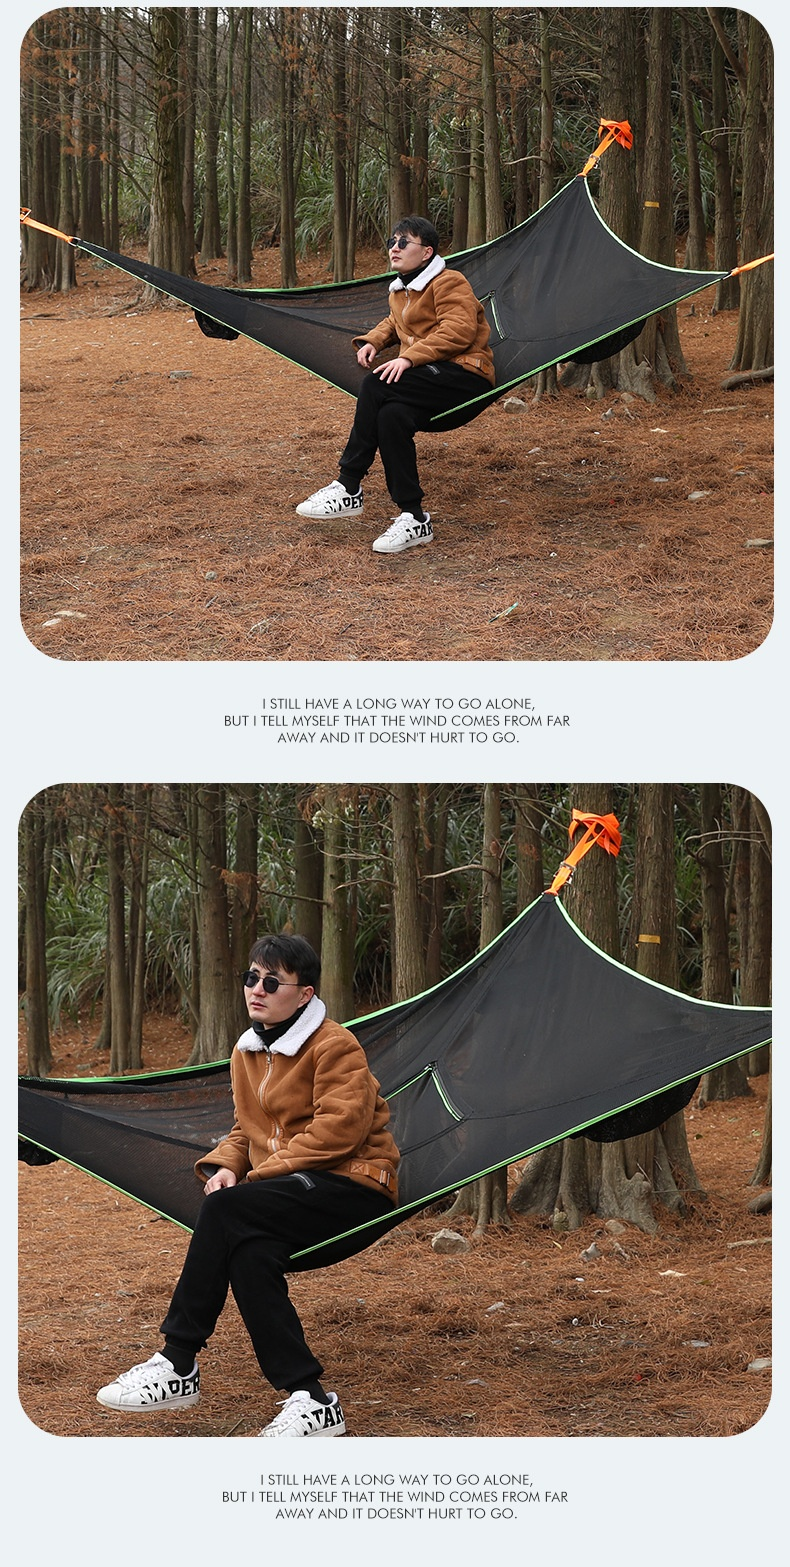 I STILL HAVE A LONG WAY TO GO ALONE,
BUT I TELL MYSELF THAT THE WIND COMES FROM FAR
AWAY AND IT DOESN'T HURT TO GO.
I STILL HAVE A LONG WAY TO GO ALONE,
BUT I TELL MYSELF THAT THE WIND COMES FROM FAR
AWAY AND IT DOESN'T HURT TO GO.